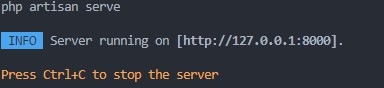 php artisan serve
INFO Server running on [http://127.0.0.1:8000].
Press Ctrl+C to stop the server